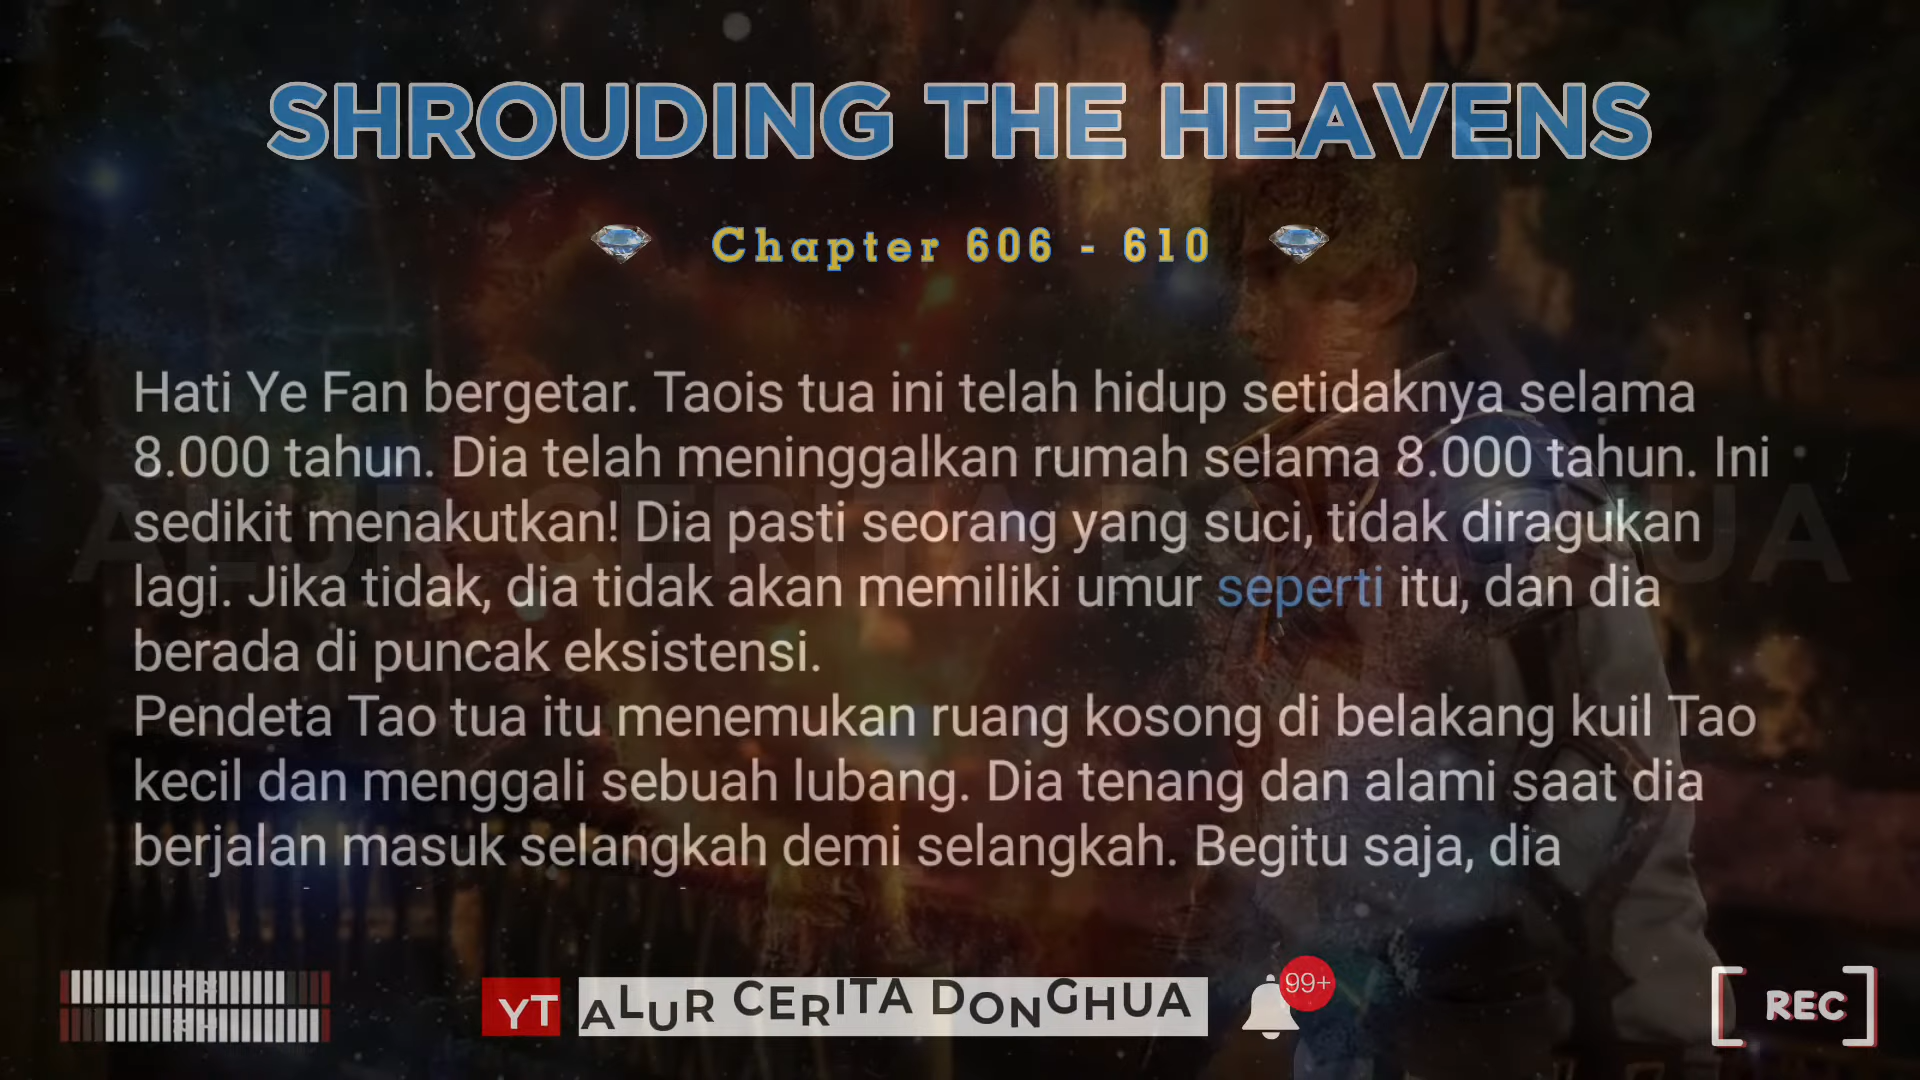 SHROUDING THE HEAVENS
Chapter 606 - 610
Hati Ye Fan bergetar. Taois tua ini telah hidup setidaknya selama
8.000 tahun. Dia telah meninggalkan rumah selama 8.000 tahun. Ini
sedikit menakutkan! Dia pasti seorang yang suci, tidak diragukan
lagi. Jika tidak, dia tidak akan memiliki umur seperti itu, dan dia
berada di puncak eksistensi.
Pendeta Tao tua itu menemukan ruang kosong di belakang kuil Tao
kecil dan menggali sebuah lubang. Dia tenang dan alami saat dia
berjalan masuk selangkah demi selangkah. Begitu saja, dia
ALUR CERITA DONGHUA
YT ALUR CERITA DONGHUA
99+
REC